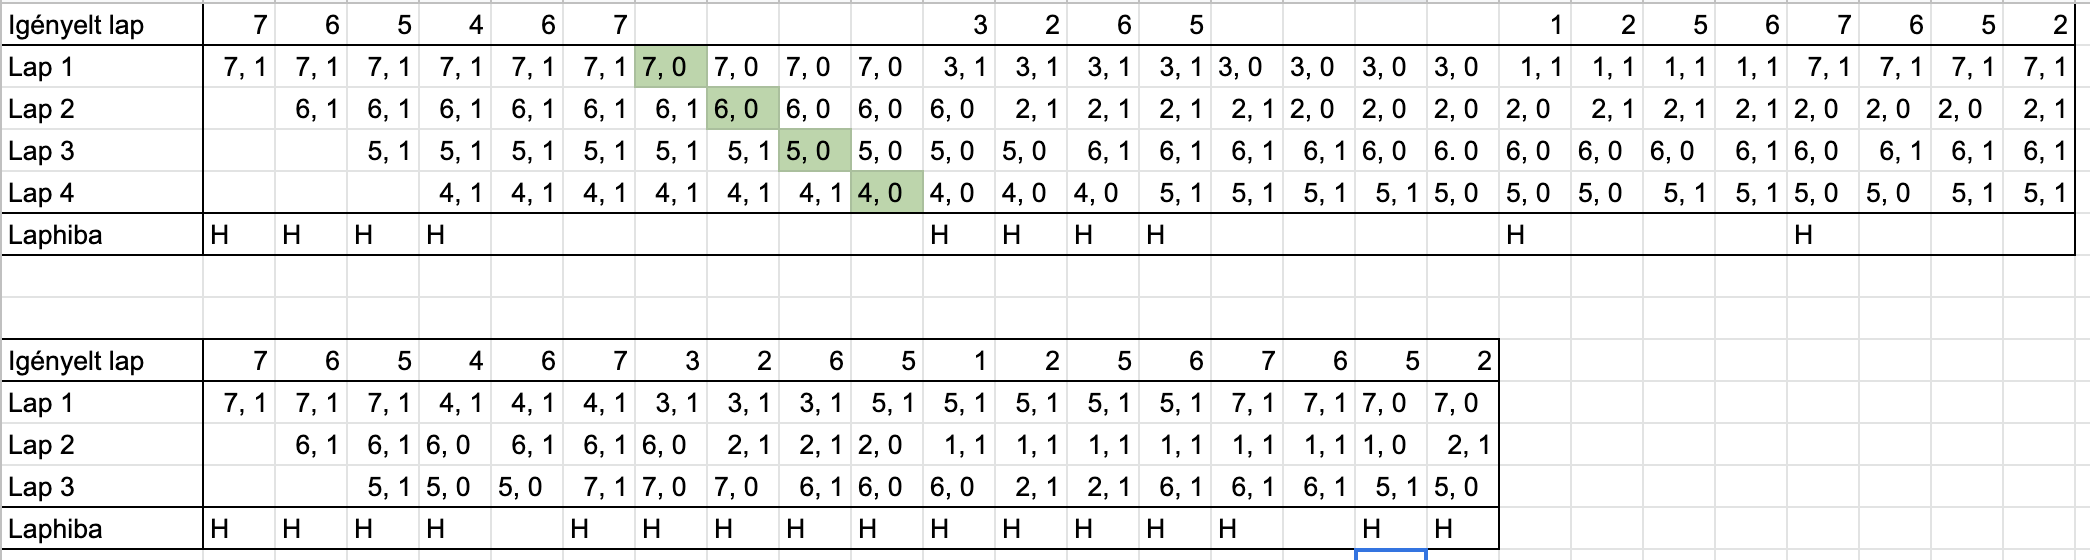 Igényelt lap 7 6 5 4 6 7 3 2 6 5 1 2 5 6 7 6 5 2
Lap 1 7, 1 7, 1 7, 1 7, 1 7, 1 7, 1 7, 0 7, 0 7, 0 7, 0 3, 1 3, 1 3, 1 3, 1 3, 0 3, 0 3, 0 3, 0 1, 1 1, 1 1, 1 1, 1 7, 1 7, 1 7, 1 7, 1
Lap 2 6, 1 6, 1 6, 1 6, 1 6, 1 6, 1 6, 0 6, 0 6, 0 6, 0 2, 1 2, 1 2, 1 2, 1 2, 0 2, 0 2, 0 2, 0 2, 1 2, 1 2, 1 2, 0 2, 0 2, 0 2, 1
Lap 3 5, 1 5, 1 5, 1 5, 1 5, 1 5, 1 5, 0 5, 0 5, 0 5, 0 6, 1 6, 1 6, 1 6, 1 6, 0 6. 0 6, 0 6, 0 6, 0 6, 1 6, 0 6, 1 6, 1 6, 1
Lap 4 4, 1 4, 1 4, 1 4, 1 4, 1 4, 1 4, 0 4, 0 4, 0 4, 0 5, 1 5, 1 5, 1 5, 1 5, 0 5, 0 5, 0 5, 1 5, 1 5, 0 5, 0 5, 1 5, 1
Laphiba H H H H H H H H H H
Igényelt lap 7 6 5 4 6 7 3 2 6 5 1 2 5 6 7 6 5 2
Lap 1 7, 1 7, 1 7, 1 4, 1 4, 1 4, 1 3, 1 3, 1 3, 1 5, 1 5, 1 5, 1 5, 1 5, 1 7, 1 7, 1 7, 0 7, 0
Lap 2 6, 1 6, 1 6, 0 6, 1 6, 1 6, 0 2, 1 2, 1 2, 0 1, 1 1, 1 1, 1 1, 1 1, 1 1, 1 1, 0 2, 1
Lap 3 5, 1 5, 0 5, 0 7, 1 7, 0 7, 0 6, 1 6, 0 6, 0 2, 1 2, 1 6, 1 6, 1 6, 1 5, 1 5, 0
Laphiba H H H H H H H H H H H H H H H H